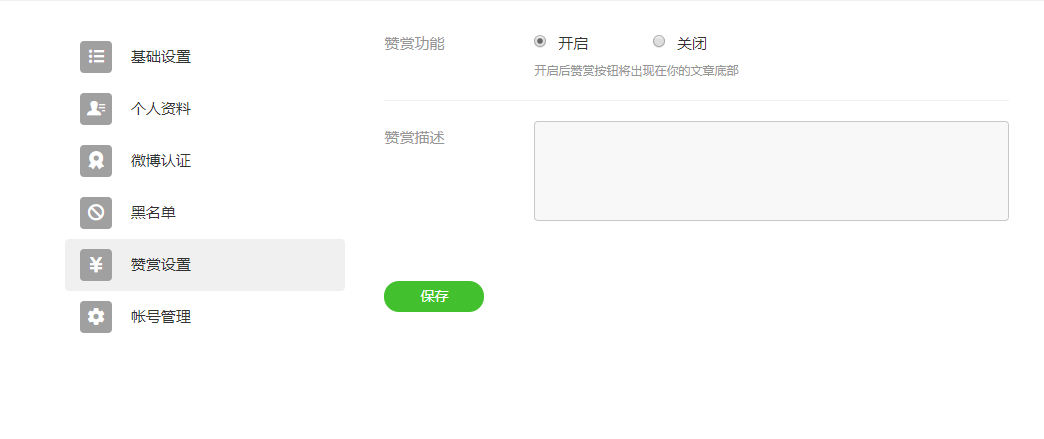 基础设置
个人资料
微博认证
黑名单
赞赏设置
帐号管理
赞赏功能
开启 关闭
开启后赞赏按钮将出现在你的文章底部
赞赏描述
保存